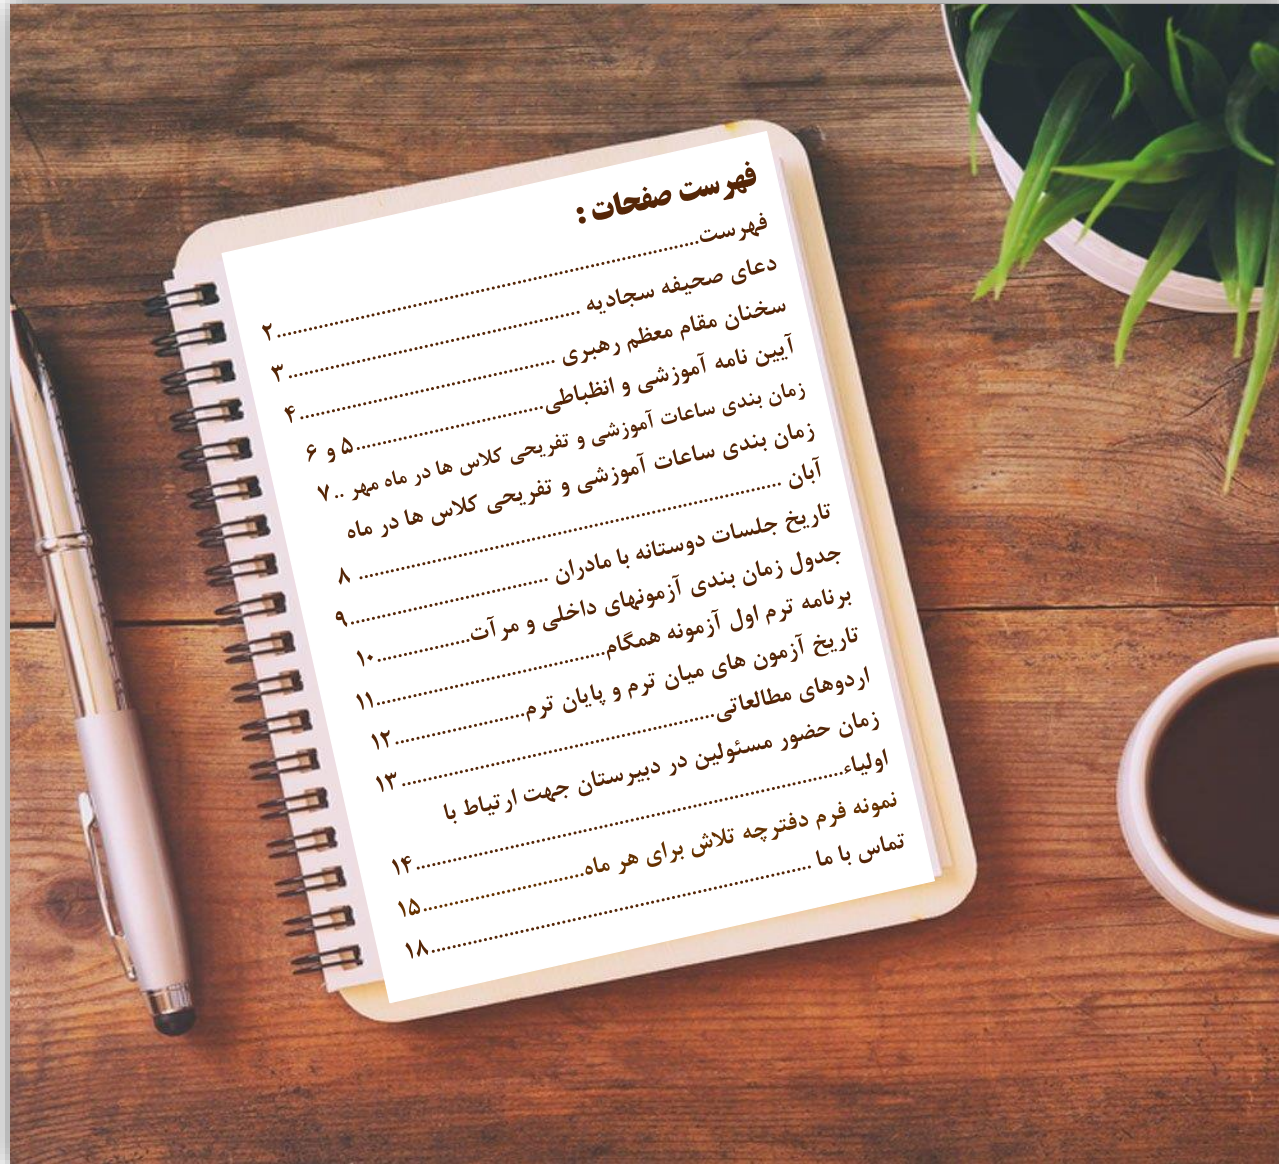 فهرست صفحات :
فهرست..........................................................................۲
دعای صحیفه سجادیه .......................................................۳
سخنان مقام معظم رهبری ................................................۴
آیین نامه آموزشی و انظباطی...................................۵ و ۶
زمان بندی ساعات آموزشی و تفریحی کلاس ها در ماه مهر ..۷
زمان بندی ساعات آموزشی و تفریحی کلاس ها در ماه
آبان ............................................................................... ۸
تاریخ جلسات دوستانه با مادران .....................................۹
جدول زمان بندی آزمونهای داخلی و مرآت.................۱۰
برنامه ترم اول آزمونه همگام...........................................۱۱
تاریخ آزمون های میان ترم و پایان ترم........................۱۲
اردوهای مطالعاتی...........................................................۱۳
زمان حضور مسئولین در دبیرستان جهت ارتیاط با
اولیاء................................................................................۱۴
نمونه فرم دفترچه تلاش برای هر ماه..............................۱۵
تماس با ما .......................................................................۱۸